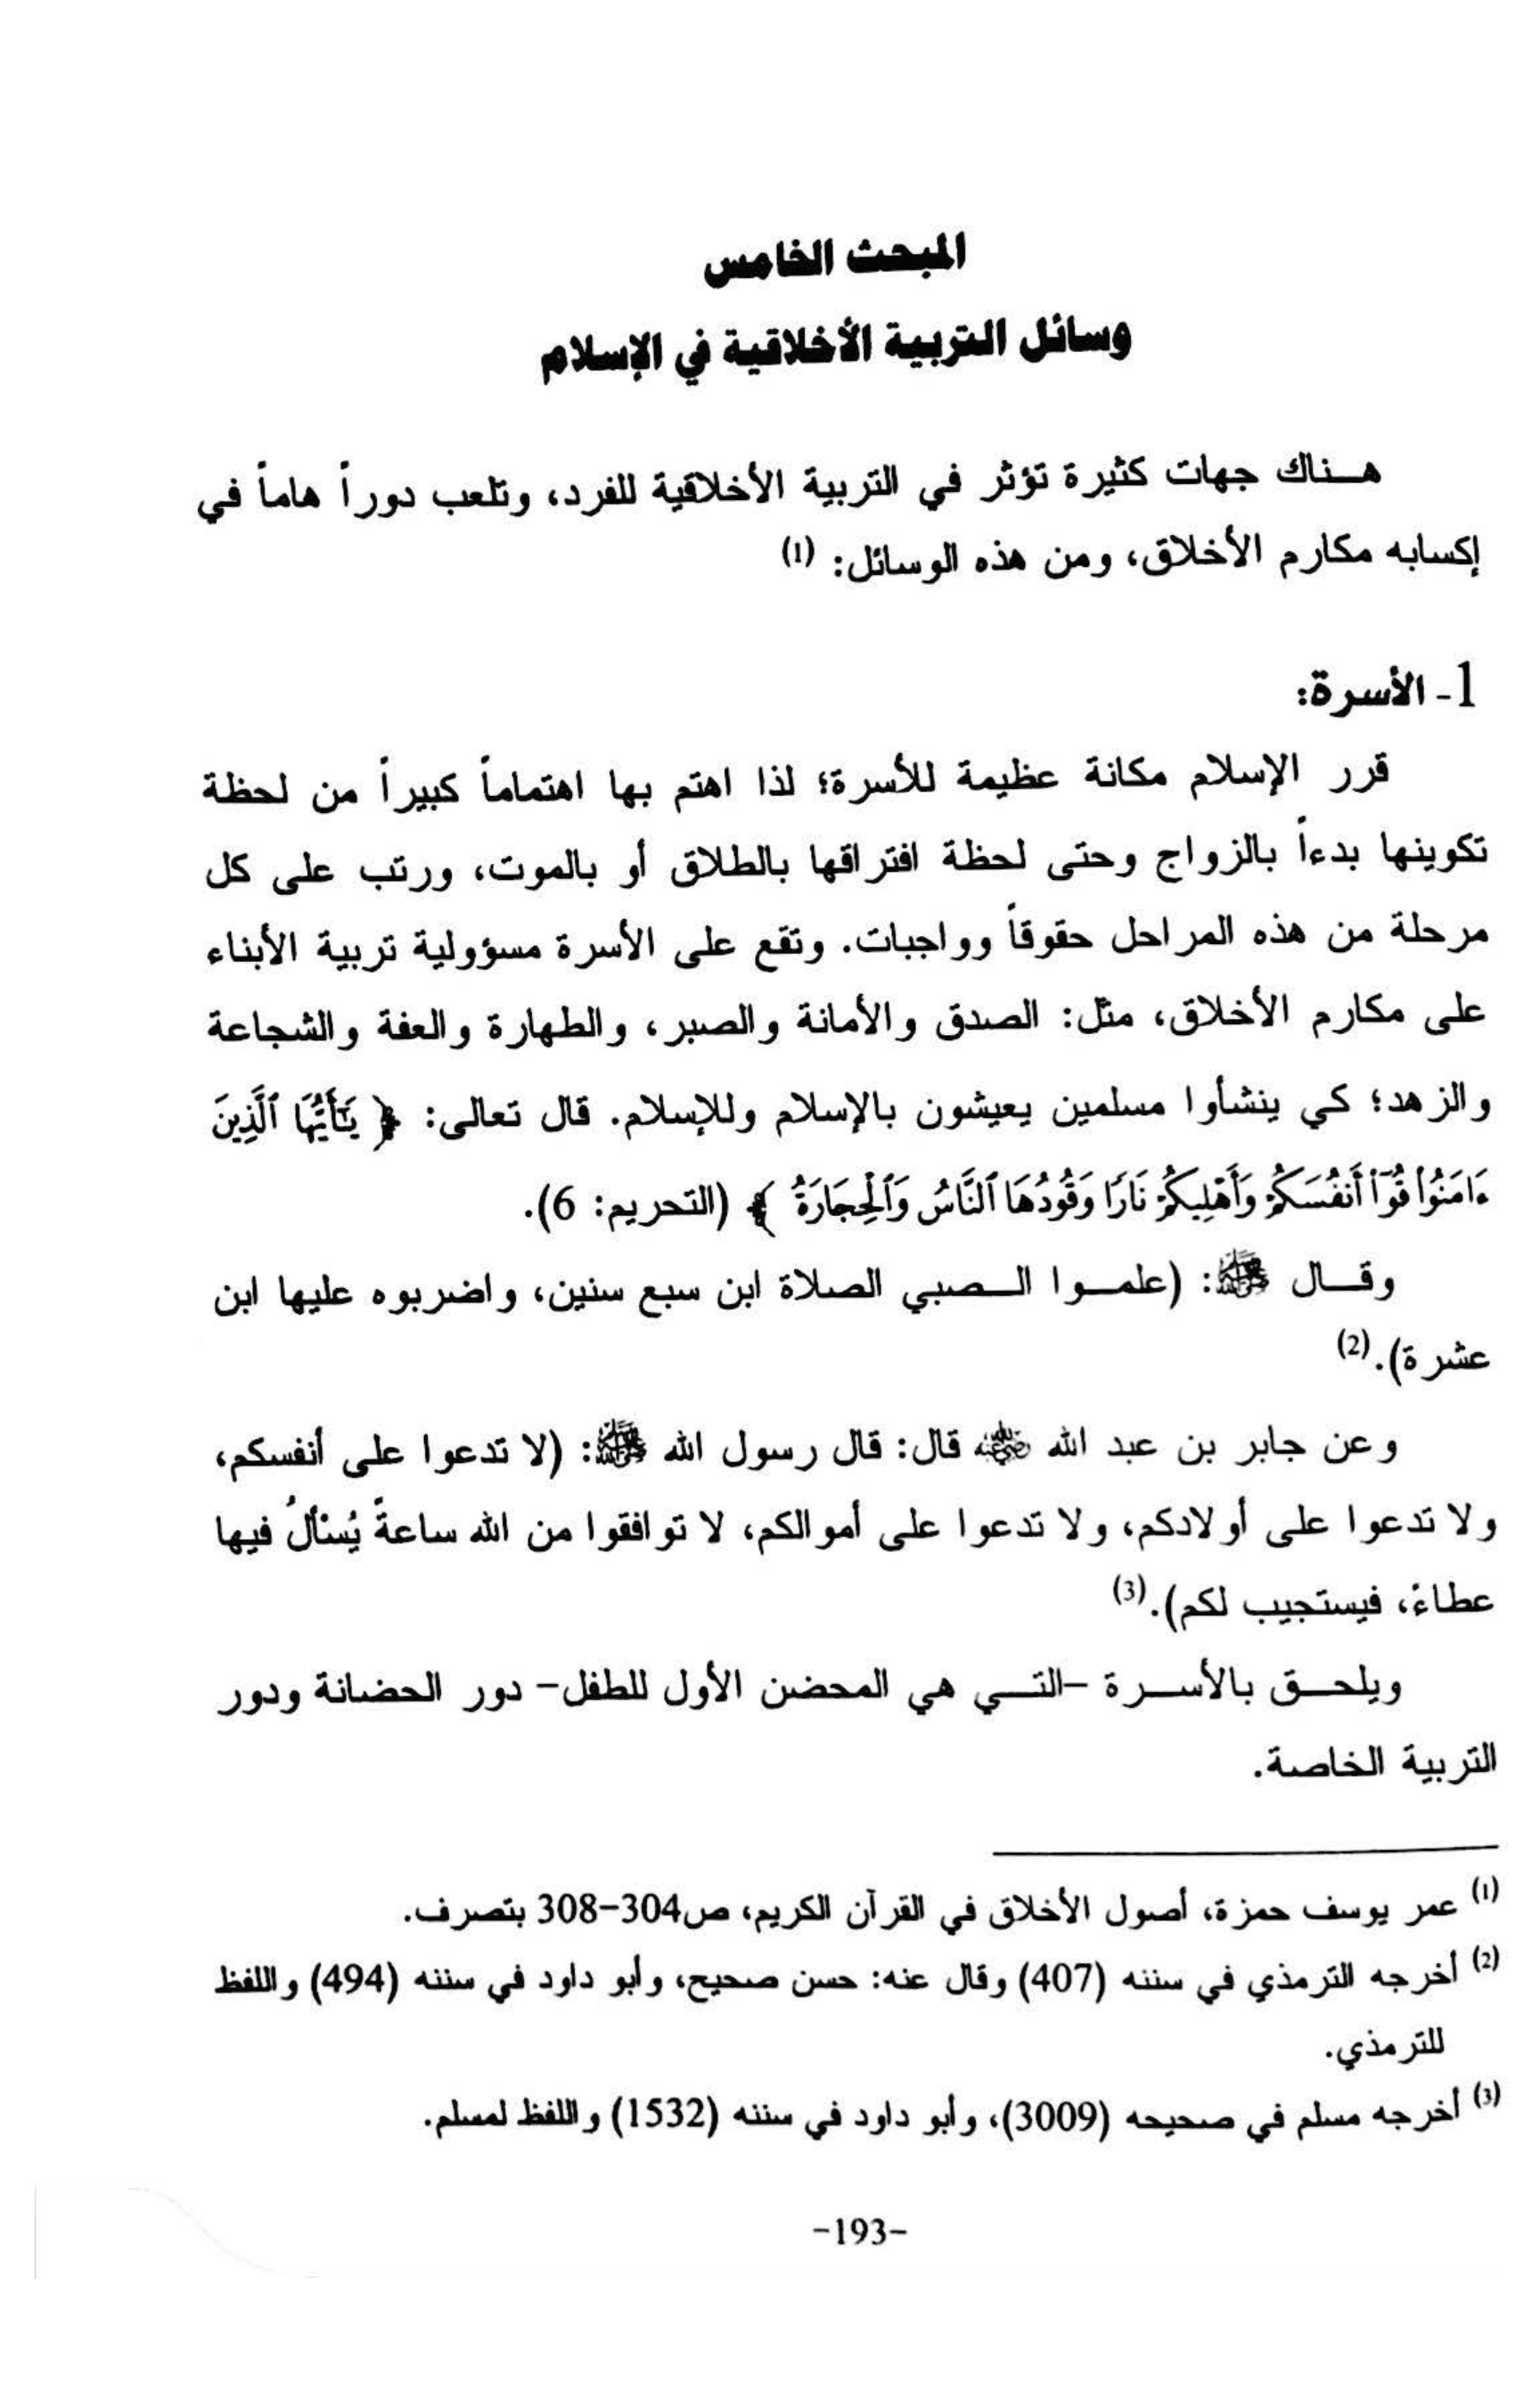 المبحث الخامس
وسائل التربية الأخلاقية في الإسلام
هـناك جهات كثيرة تؤثر في التربية الأخلاقية للفرد، وتلعب دوراً هاماً في
إكسابه مكارم الأخلاق، ومن هذه الوسائل: (1)
1- الأسرة:
قرر الإسلام مكانة عظيمة للأسرة؛ لذا اهتم بها اهتماماً كبيراً من لحظة
تكوينها بدءاً بالزواج وحتى لحظة افتراقها بالطلاق أو بالموت، ورتب على كل
مرحلة من هذه المراحل حقوقاً وواجبات. وتقع على الأسرة مسؤولية تربية الأبناء
على مكارم الأخلاق، مثل: الصدق والأمانة والصبر، والطهارة والعفة والشجاعة
والزهد؛ كي ينشأوا مسلمين يعيشون بالإسلام وللإسلام. قال تعالى: ﴿ يَٰٓأَيُّهَا ٱلَّذِينَ
ءَامَنُوا۟ قُوٓا۟ أَنفُسَكُمْ وَأَهْلِيكُمْ نَارًا وَقُودُهَا ٱلنَّاسُ وَٱلْحِجَارَةُ ﴾ (التحريم: 6).
وقـــال ﷺ: (علمـــوا الـــصبي الصلاة ابن سبع سنين، واضربوه عليها ابن
عشرة).(2)
وعن جابر بن عبد الله رضي الله عنه قال: قال رسول الله ﷺ: (لا تدعوا على أنفسكم،
ولا تدعوا على أولادكم، ولا تدعوا على أموالكم، لا توافقوا من الله ساعةً يُسْألُ فيها
عطاءً، فيستجيب لكم).(3)
ويلحـــق بالأســـرة -التـــي هي المحضن الأول للطفل- دور الحضانة ودور
التربية الخاصة.
(1) عمر يوسف حمزة، أصول الأخلاق في القرآن الكريم، ص304-308 بتصرف.
(2) أخرجه الترمذي في سننه (407) وقال عنه: حسن صحيح، وأبو داود في سننه (494) واللفظ
للترمذي.
(3) أخرجه مسلم في صحيحه (3009)، وأبو داود في سننه (1532) واللفظ لمسلم.
-193-